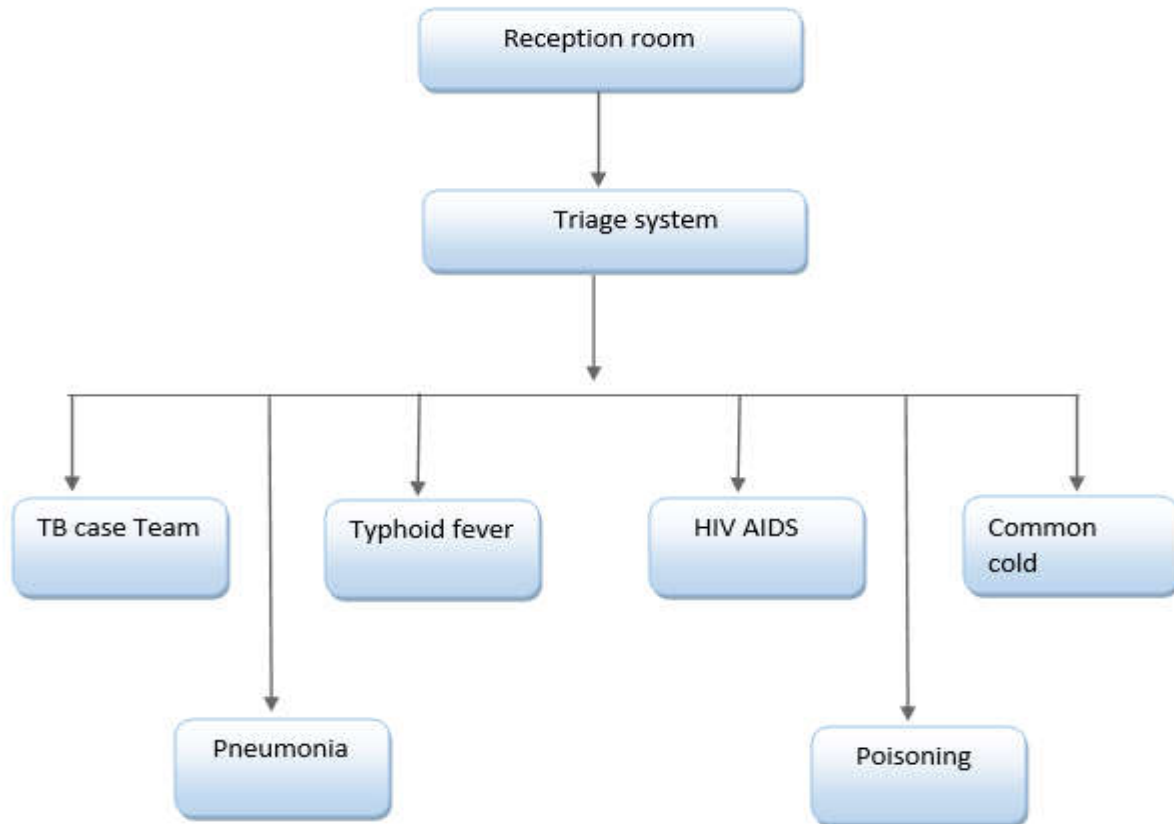 Reception room
Triage system
TB case Team
Typhoid fever
HIV AIDS
Common
cold
Pneumonia
Poisoning